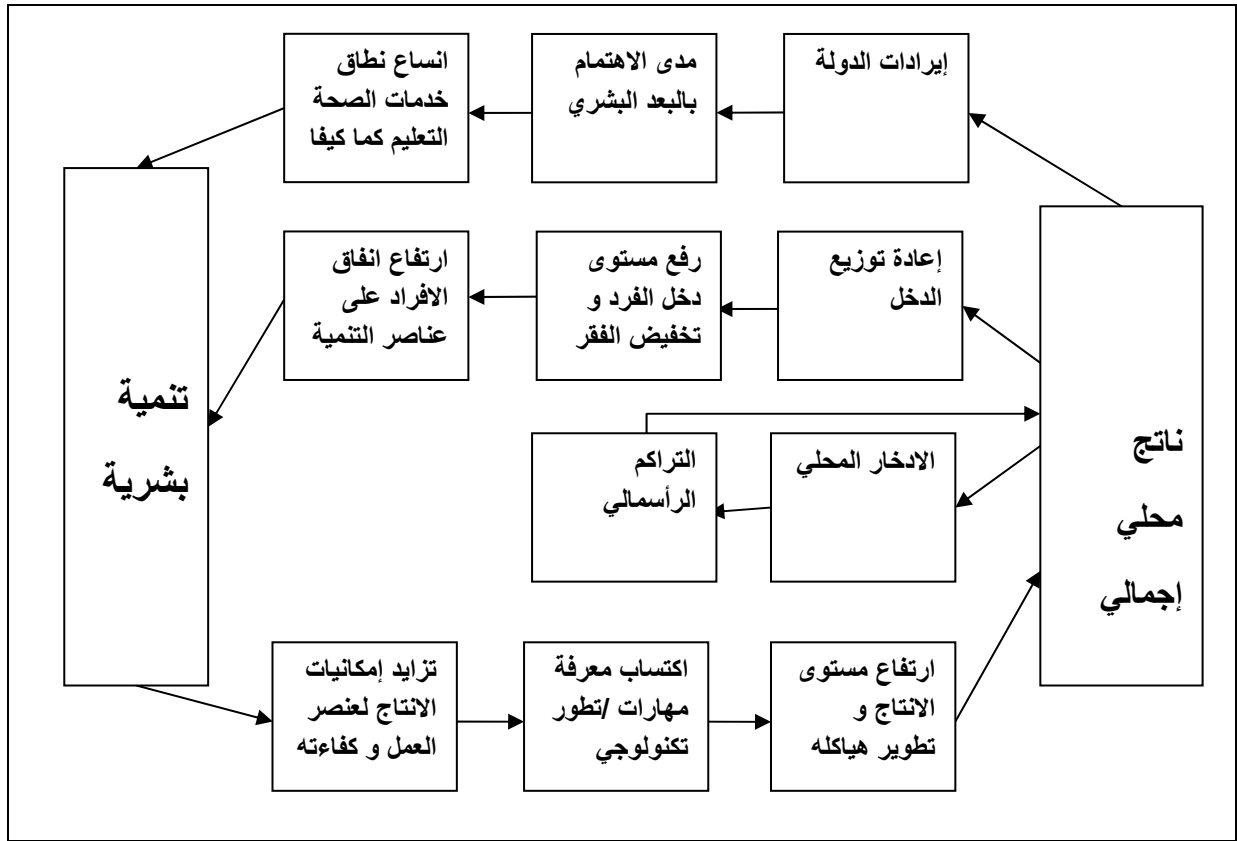 إيرادات الدولة
مدى الاهتمام
بالبعد البشري
انساع نطاق
خدمات الصحة
التعليم كما كيفا
إعادة توزيع
الدخل
رفع مستوى
دخل الفرد و
تخفيض الفقر
ارتفاع انفاق
الافراد على
عناصر التنمية
ناتج
محلي
إجمالي
تنمية
بشرية
الادخار المحلي
التراكم
الرأسمالي
ارتفاع مستوى
الانتاج و
تطوير هياكله
اكتساب معرفة
مهارات /تطور
تكنولوجي
تزايد إمكانيات
الانتاج لعنصر
العمل و كفاءته